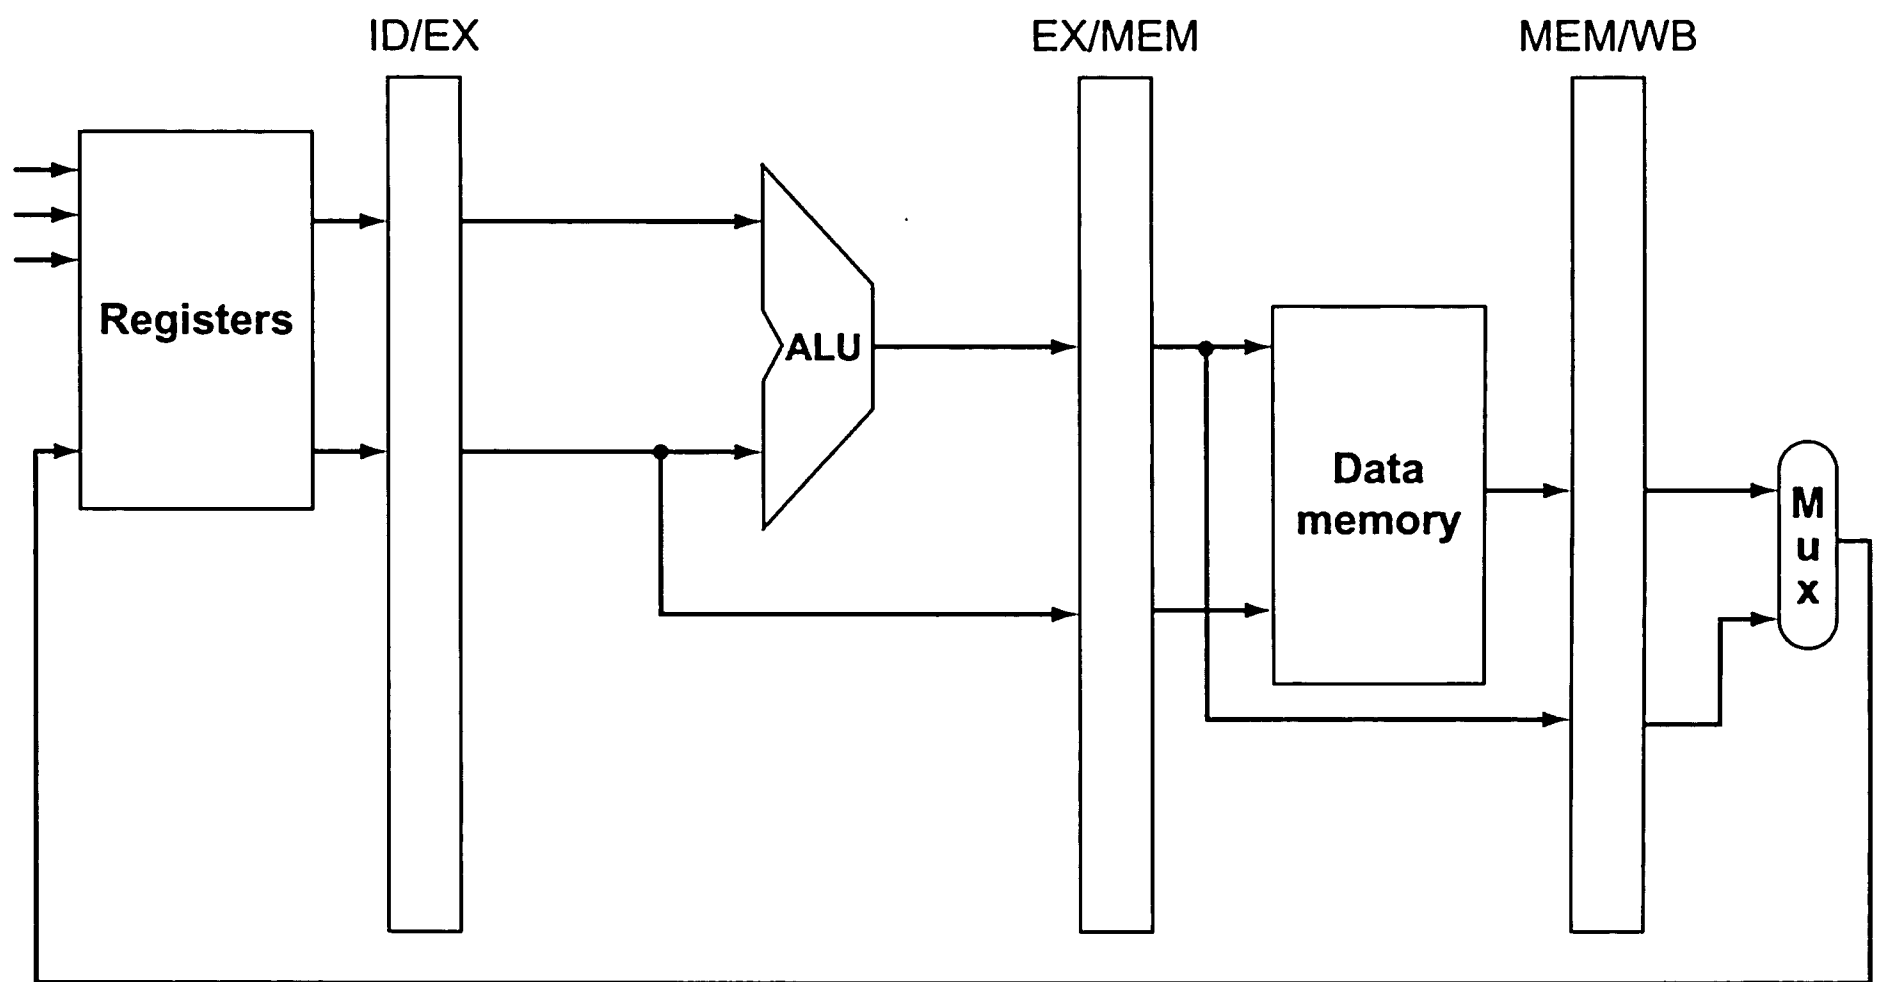 ID/EX
EX/MEM
MEM/WB
Registers
ALU
Data
memory
M
u
x